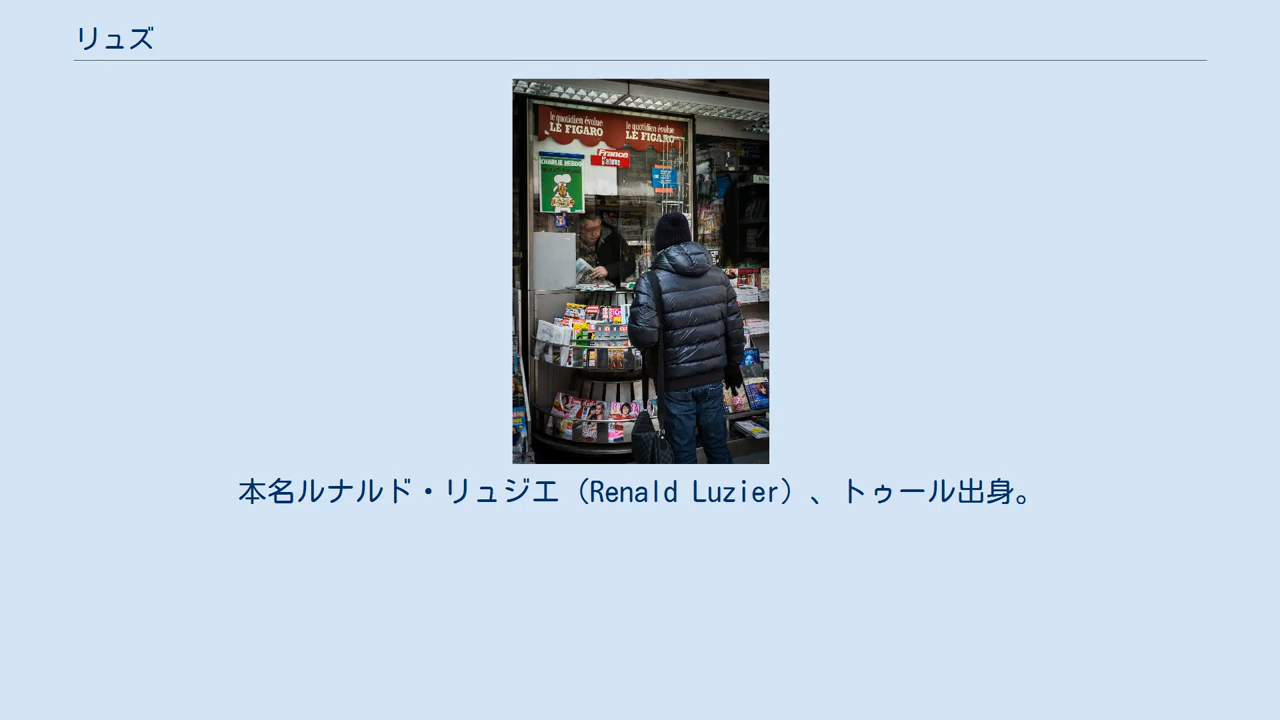 リュズ
le quotidien évolue
LE FIGARO
le quotidien évolue
LE FIGARO
France
CHARLIE HEBDO
本名ルナルド・リュジエ（Renald Luzier）、トゥール出身。